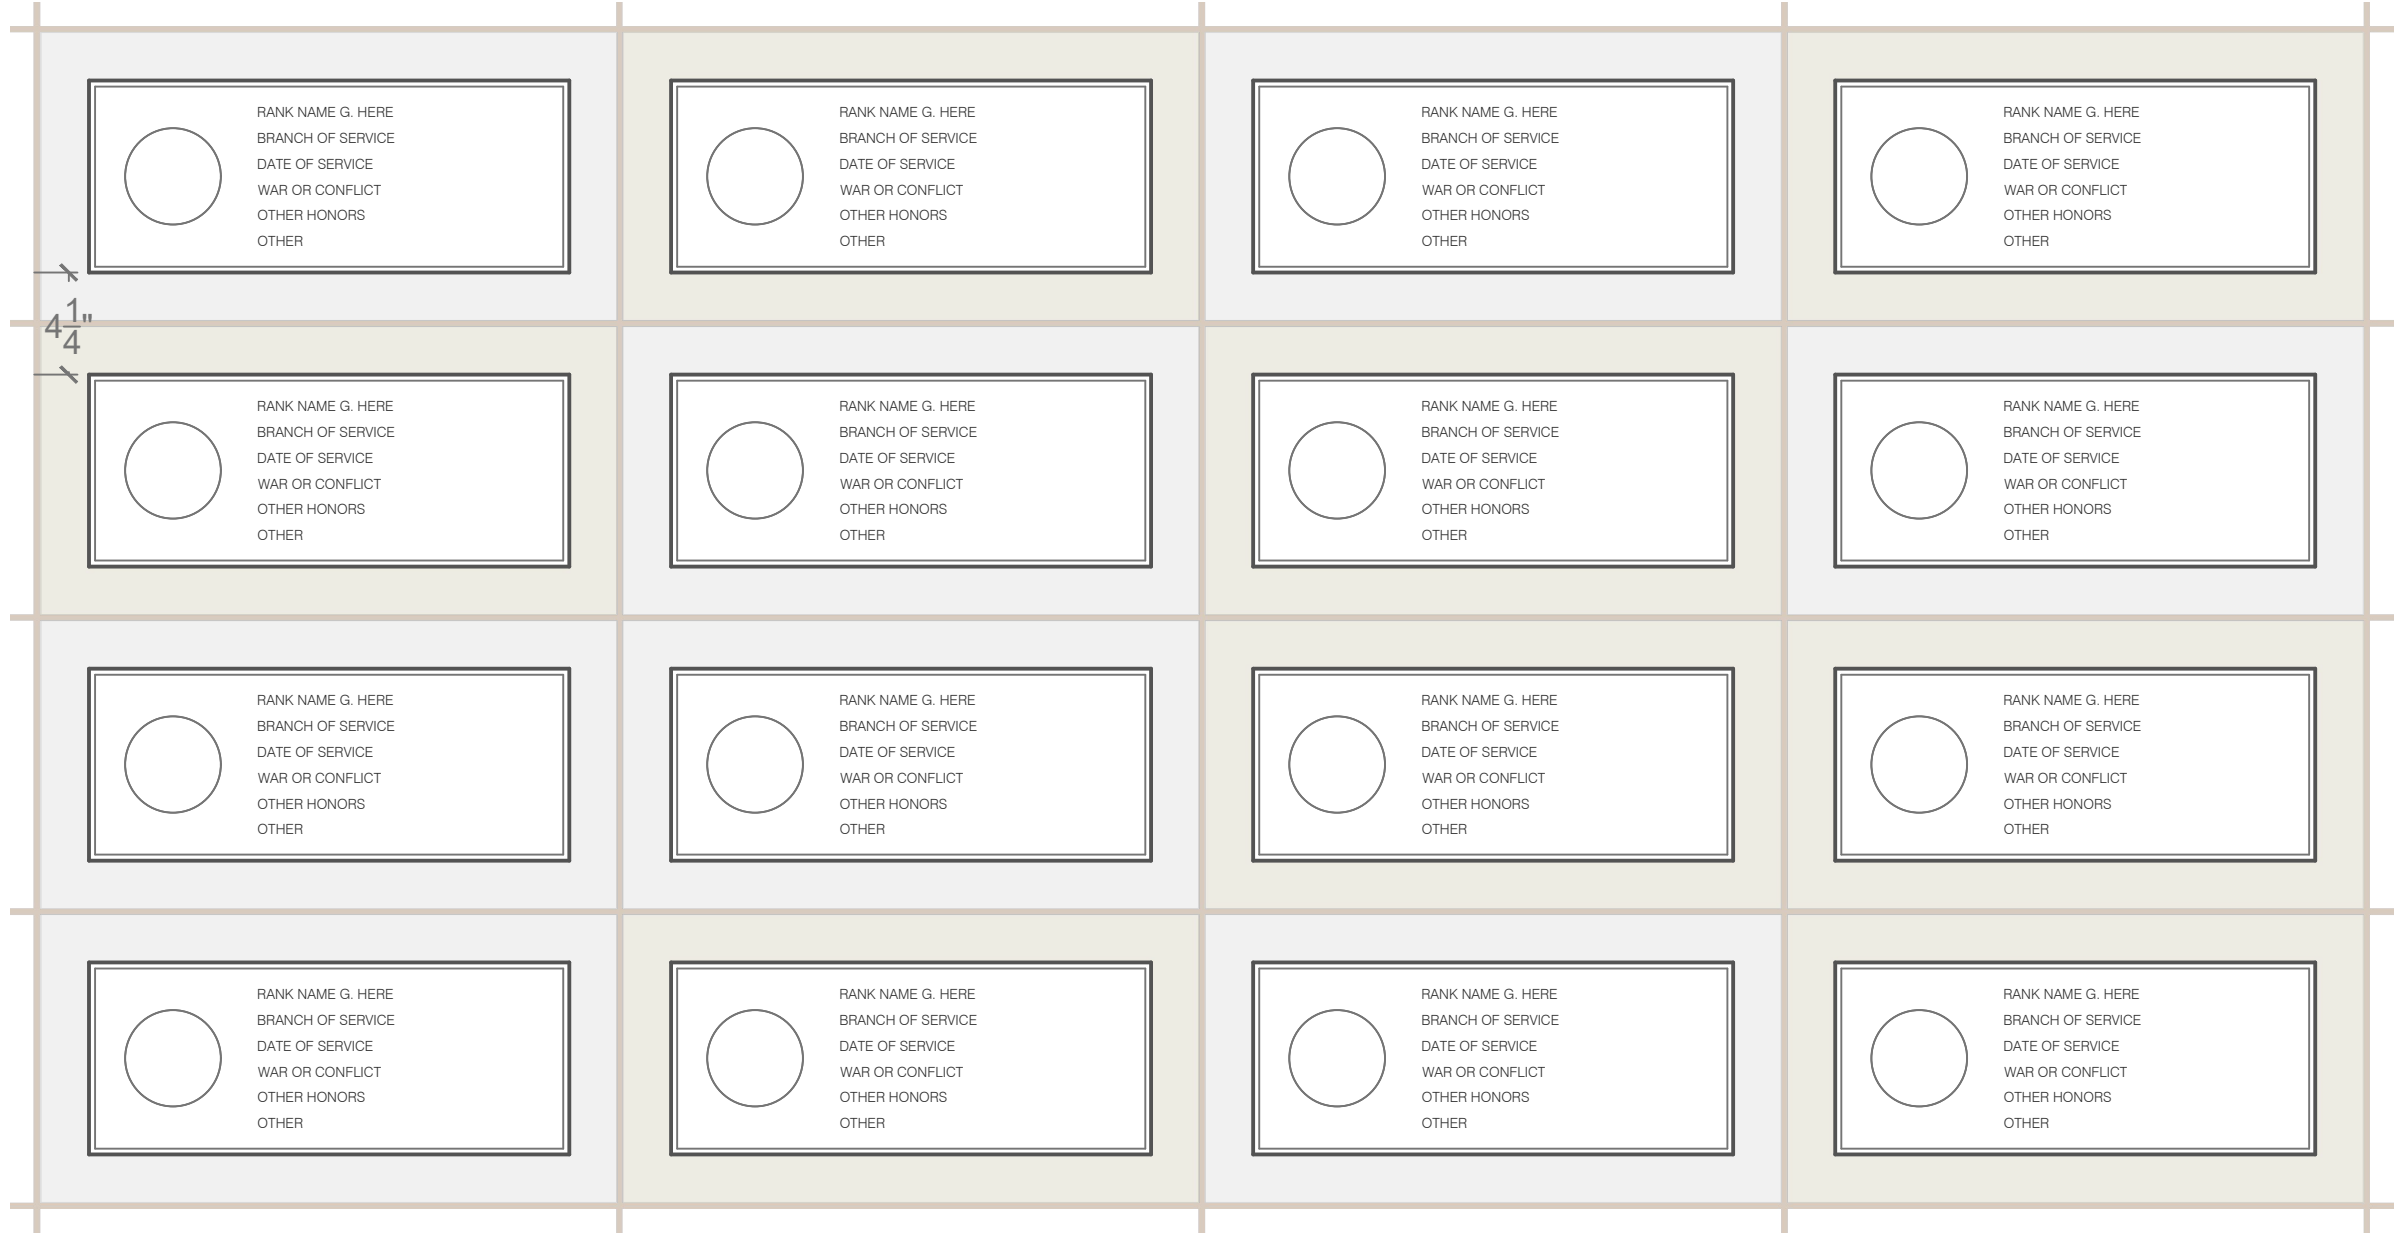 RANK NAME G. HERE
BRANCH OF SERVICE
DATE OF SERVICE
WAR OR CONFLICT
OTHER HONORS
OTHER
RANK NAME G. HERE
BRANCH OF SERVICE
DATE OF SERVICE
WAR OR CONFLICT
OTHER HONORS
OTHER
RANK NAME G. HERE
BRANCH OF SERVICE
DATE OF SERVICE
WAR OR CONFLICT
OTHER HONORS
OTHER
RANK NAME G. HERE
BRANCH OF SERVICE
DATE OF SERVICE
WAR OR CONFLICT
OTHER HONORS
OTHER
4 1/4"
RANK NAME G. HERE
BRANCH OF SERVICE
DATE OF SERVICE
WAR OR CONFLICT
OTHER HONORS
OTHER
RANK NAME G. HERE
BRANCH OF SERVICE
DATE OF SERVICE
WAR OR CONFLICT
OTHER HONORS
OTHER
RANK NAME G. HERE
BRANCH OF SERVICE
DATE OF SERVICE
WAR OR CONFLICT
OTHER HONORS
OTHER
RANK NAME G. HERE
BRANCH OF SERVICE
DATE OF SERVICE
WAR OR CONFLICT
OTHER HONORS
OTHER
RANK NAME G. HERE
BRANCH OF SERVICE
DATE OF SERVICE
WAR OR CONFLICT
OTHER HONORS
OTHER
RANK NAME G. HERE
BRANCH OF SERVICE
DATE OF SERVICE
WAR OR CONFLICT
OTHER HONORS
OTHER
RANK NAME G. HERE
BRANCH OF SERVICE
DATE OF SERVICE
WAR OR CONFLICT
OTHER HONORS
OTHER
RANK NAME G. HERE
BRANCH OF SERVICE
DATE OF SERVICE
WAR OR CONFLICT
OTHER HONORS
OTHER
RANK NAME G. HERE
BRANCH OF SERVICE
DATE OF SERVICE
WAR OR CONFLICT
OTHER HONORS
OTHER
RANK NAME G. HERE
BRANCH OF SERVICE
DATE OF SERVICE
WAR OR CONFLICT
OTHER HONORS
OTHER
RANK NAME G. HERE
BRANCH OF SERVICE
DATE OF SERVICE
WAR OR CONFLICT
OTHER HONORS
OTHER
RANK NAME G. HERE
BRANCH OF SERVICE
DATE OF SERVICE
WAR OR CONFLICT
OTHER HONORS
OTHER